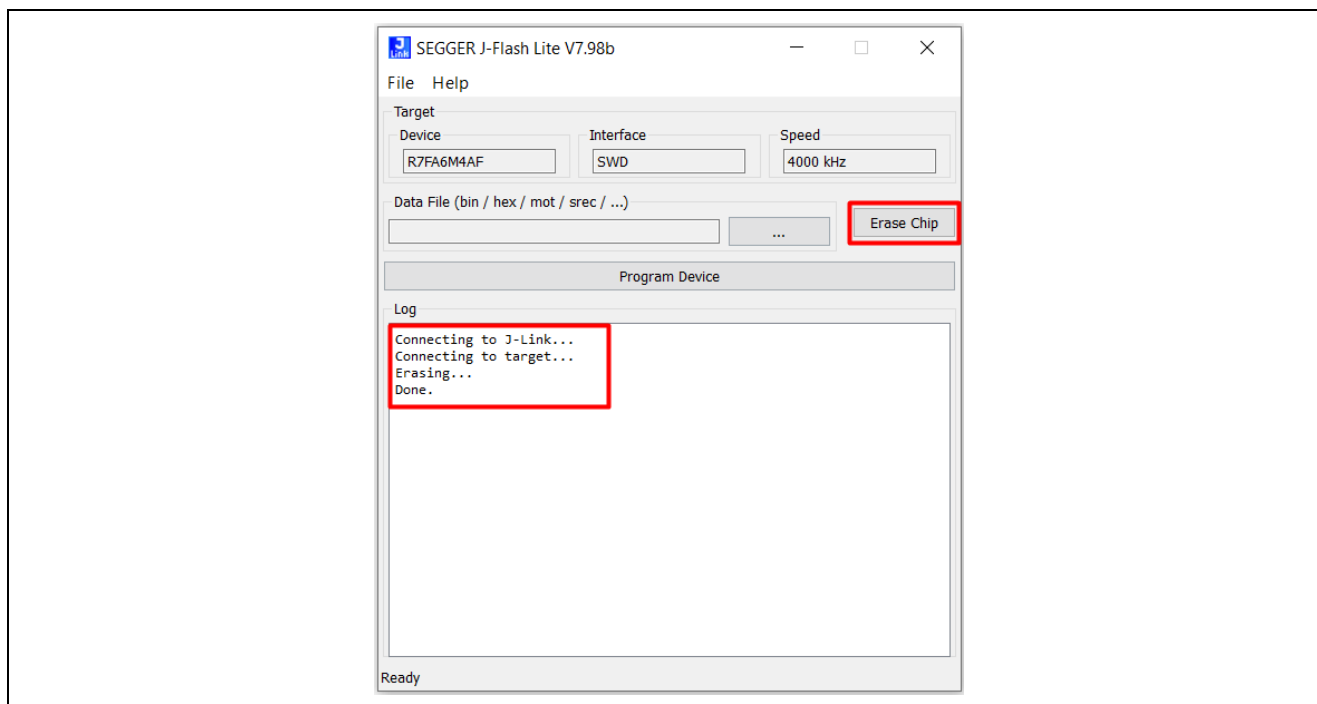 SEGGER J-Flash Lite V7.98b
File Help
Target
Device Interface Speed
R7FA6M4AF SWD 4000 kHz
Data File (bin / hex / mot / srec / ...)
... Erase Chip
Program Device
Log
Connecting to J-Link...
Connecting to target...
Erasing...
Done.
Ready